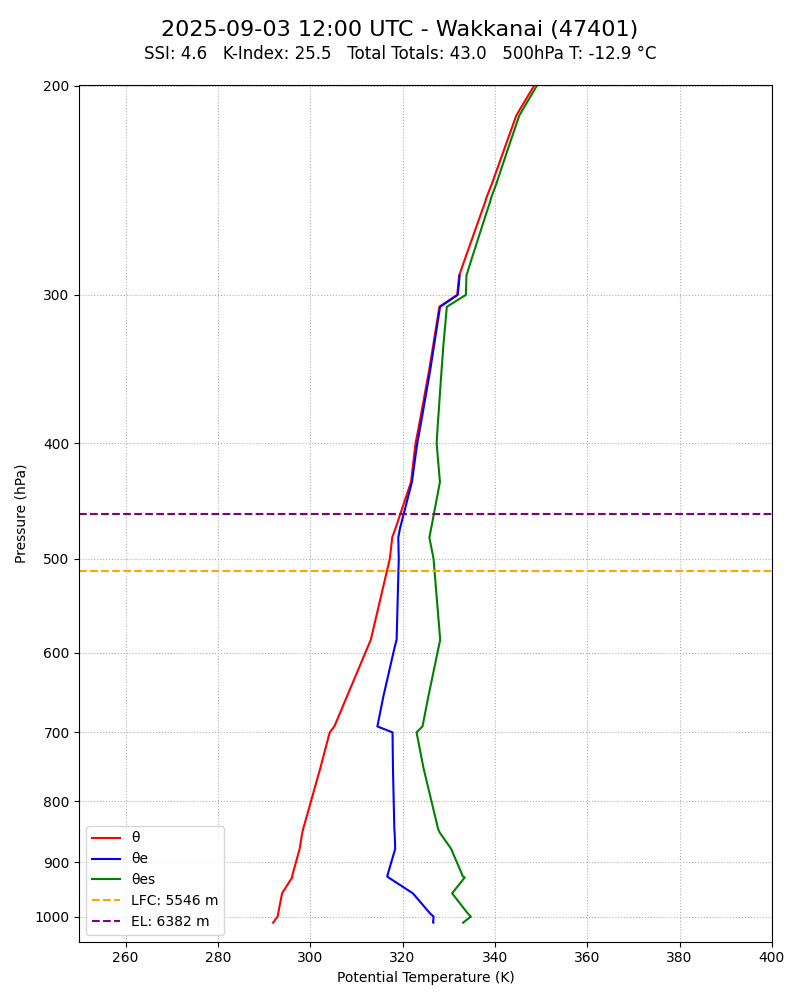 2025-09-03 12:00 UTC - Wakkanai (47401)
SSI: 4.6   K-Index: 25.5   Total Totals: 43.0   500hPa T: -12.9 °C
200
300
400
500
600
700
800
900
1000
Pressure (hPa)
θ
θe
θes
LFC: 5546 m
EL: 6382 m
260 280 300 320 340 360 380 400
Potential Temperature (K)